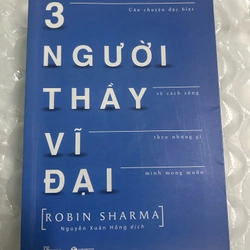 Câu chuyện đặc biệt
3
NGƯỜI
về cách sống
THẦY
theo những gì
VĨ
mình mong muốn
ĐẠI
[ROBIN SHARMA]
Nguyễn Xuân Hồng dịch